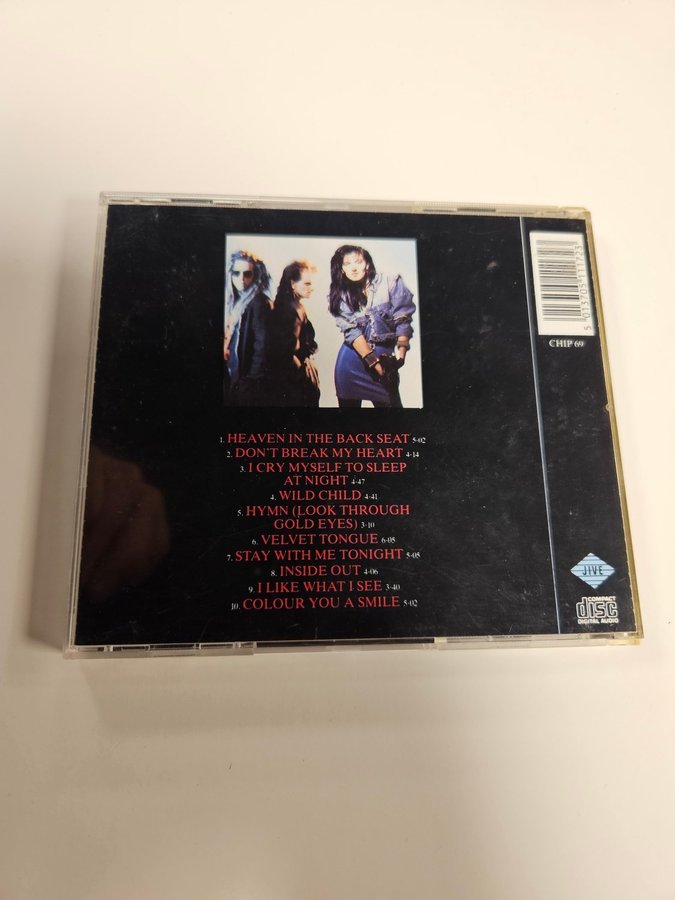 1. HEAVEN IN THE BACK SEAT 5-02
2. DON'T BREAK MY HEART 4-14
3. I CRY MYSELF TO SLEEP
AT NIGHT 4-47
4. WILD CHILD 4-41
5. HYMN (LOOK THROUGH
GOLD EYES) 3-10
6. VELVET TONGUE 6-05
7. STAY WITH ME TONIGHT 5-05
8. INSIDE OUT 4-06
9. I LIKE WHAT I SEE 3-40
10. COLOUR YOU A SMILE 5-02
5 013705 111723
CHIP 69
JIVE
COMPACT
disc
DIGITAL AUDIO